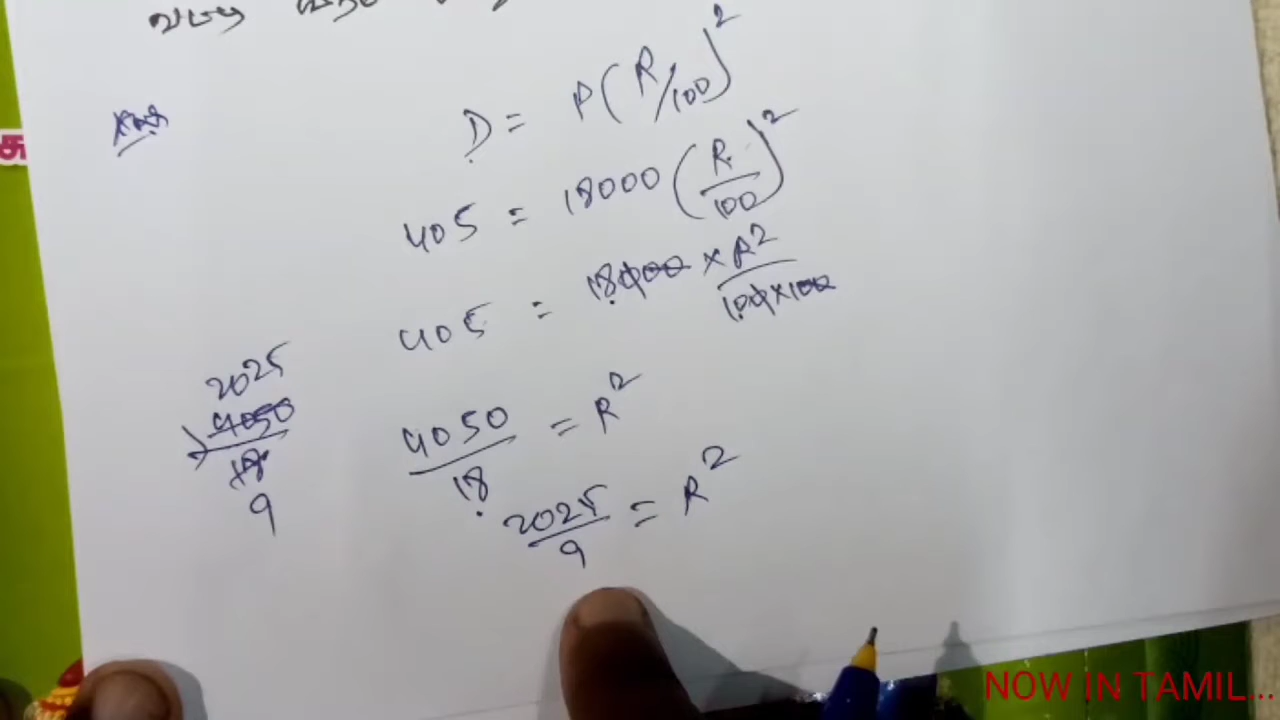 D = P(R/100)²
405 = 18000 (R/100)²
405 = 18000 × R² / 100×100
2025
4050/18 = R²
4050
18
9
2025/9 = R²
சு
NOW IN TAMIL...